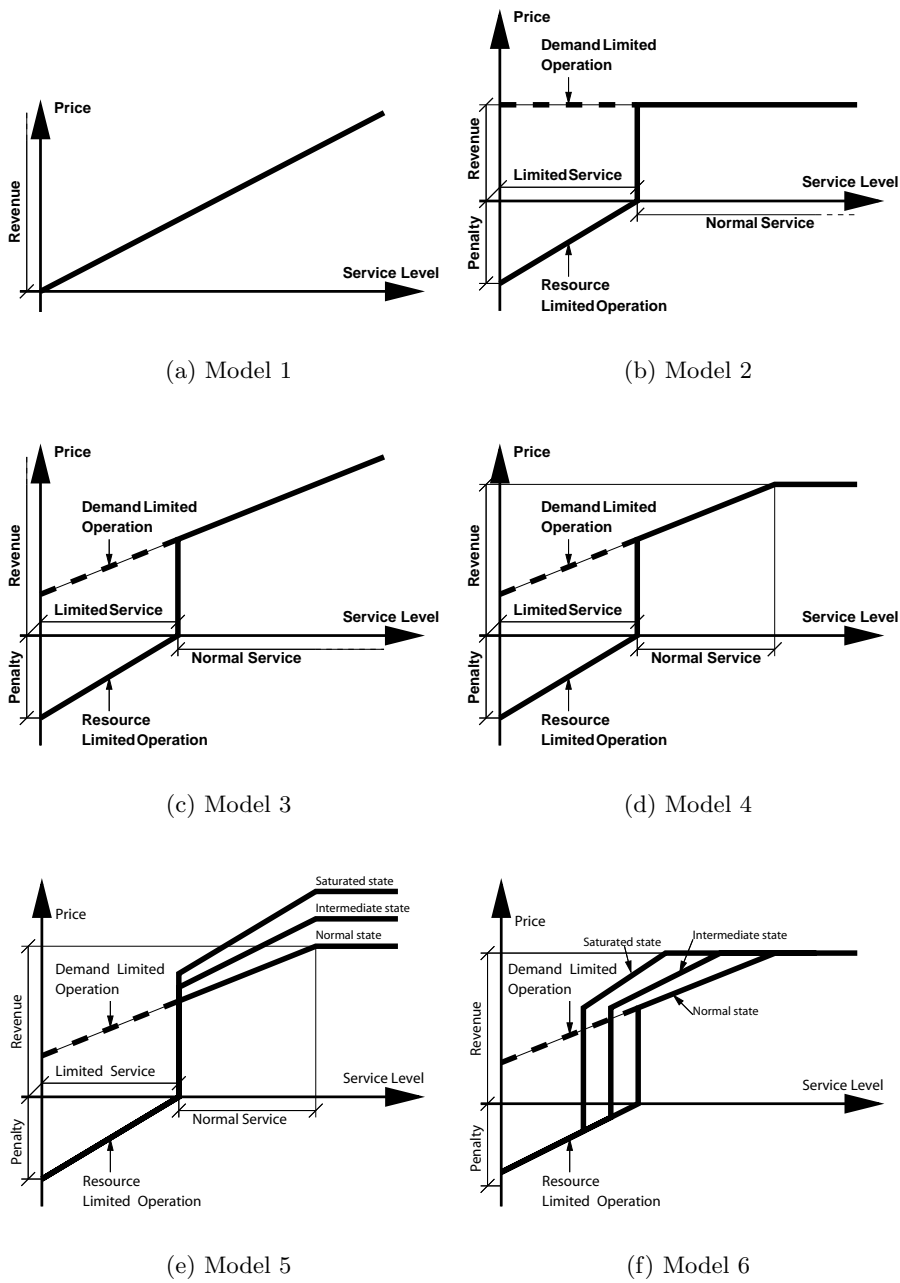 Price
Revenue
Service Level
(a) Model 1
Price
Demand Limited
Operation
Revenue
Limited Service
Service Level
Penalty
Normal Service
Resource
Limited Operation
(b) Model 2
Price
Demand Limited
Operation
Revenue
Limited Service
Service Level
Penalty
Normal Service
Resource
Limited Operation
(c) Model 3
Price
Demand Limited
Operation
Revenue
Limited Service
Service Level
Penalty
Normal Service
Resource
Limited Operation
(d) Model 4
Saturated state
Price
Intermediate state
Normal state
Demand Limited
Operation
Revenue
Limited Service
Service Level
Normal Service
Penalty
Resource
Limited Operation
(e) Model 5
Price
Saturated state
Intermediate state
Demand Limited
Operation
Normal state
Revenue
Service Level
Penalty
Resource
Limited Operation
(f) Model 6